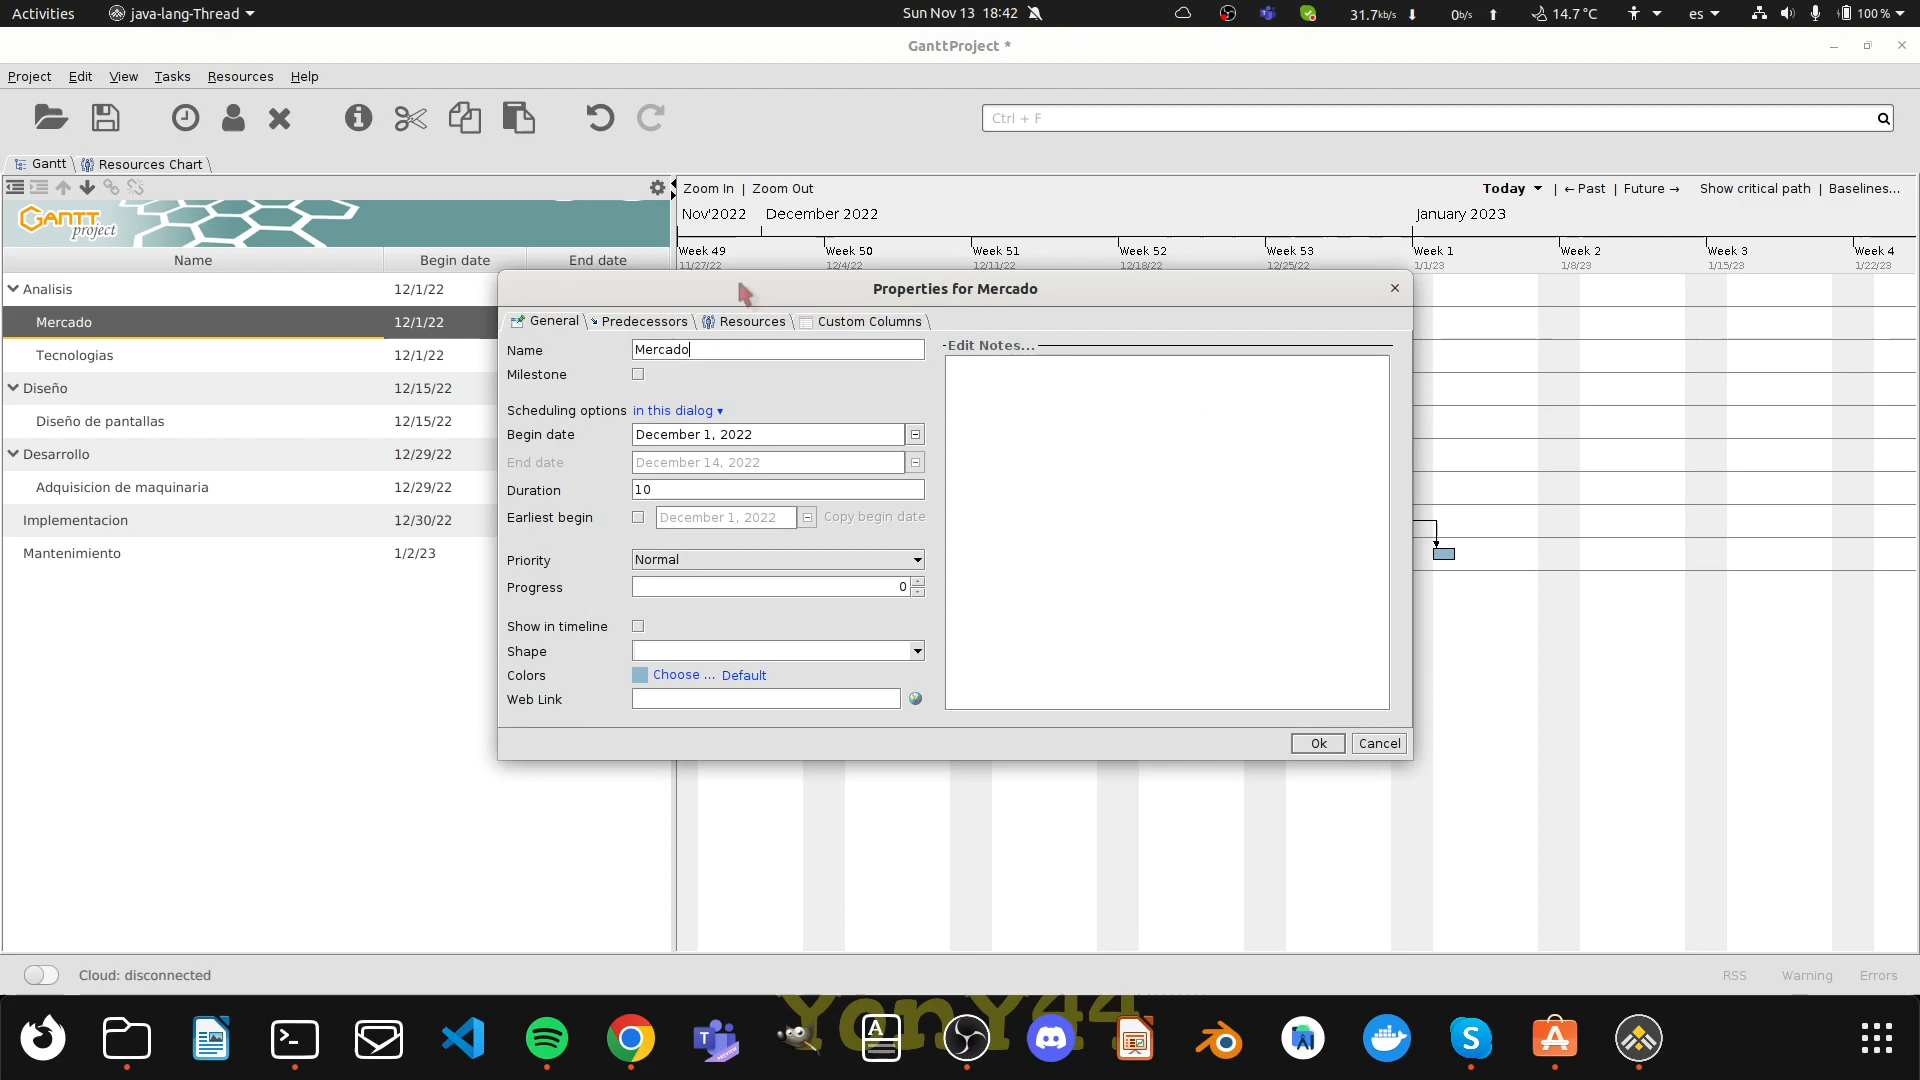 Activities
java-lang-Thread
Sun Nov 13 18:42
31.7kb/s
0b/s
14.7 °C
es
100 %
GanttProject *
Project Edit View Tasks Resources Help
Ctrl + F
Gantt Resources Chart
Zoom In | Zoom Out
Today | ← Past | Future → Show critical path | Baselines...
GANTT project
Nov'2022 December 2022 January 2023
Name Begin date End date
Week 49 Week 50 Week 51 Week 52 Week 53 Week 1 Week 2 Week 3 Week 4
11/27/22 12/4/22 12/11/22 12/18/22 12/25/22 1/1/23 1/8/23 1/15/23 1/22/23
Analisis 12/1/22
Mercado 12/1/22
Tecnologias 12/1/22
Diseño 12/15/22
Diseño de pantallas 12/15/22
Desarrollo 12/29/22
Adquisicion de maquinaria 12/29/22
Implementacion 12/30/22
Mantenimiento 1/2/23
Properties for Mercado
General Predecessors Resources Custom Columns
Name Mercado
Milestone
Scheduling options in this dialog
Begin date December 1, 2022
End date December 14, 2022
Duration 10
Earliest begin December 1, 2022 Copy begin date
Priority Normal
Progress 0
Show in timeline
Shape
Colors Choose ... Default
Web Link
Edit Notes...
Ok Cancel
Cloud: disconnected
RSS Warning Errors
YonY44